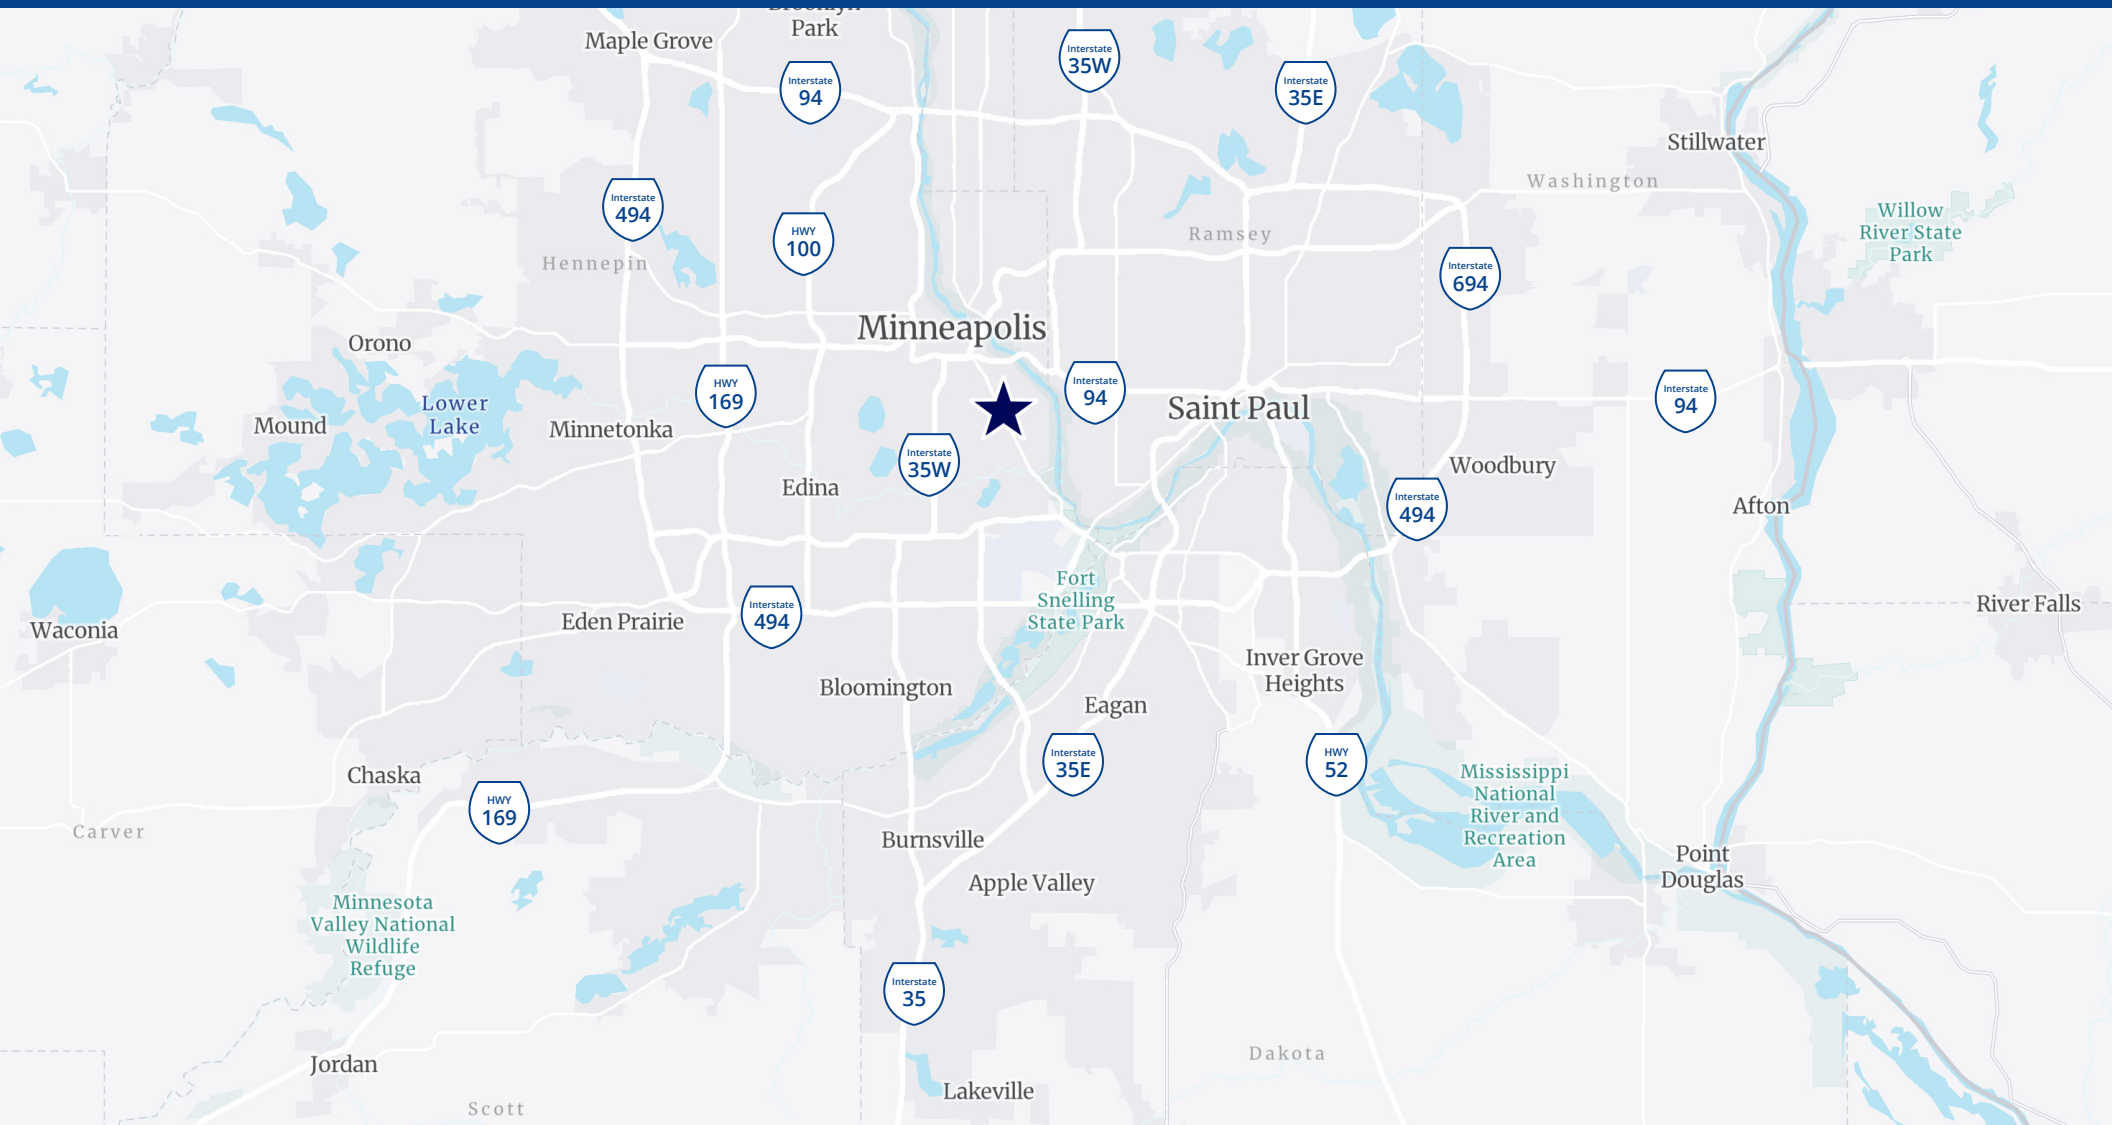 Brooklyn
Park
Maple Grove
Interstate
35W
Interstate
94
Interstate
35E
Stillwater
Washington
Interstate
494
Willow
River State
Park
HWY
100
Ramsey
Hennepin
Interstate
694
Minneapolis
Orono
HWY
169
Interstate
94
Interstate
94
Lower
Lake
Saint Paul
Mound
Minnetonka
Interstate
35W
Woodbury
Edina
Interstate
494
Afton
Fort
Snelling
State Park
River Falls
Interstate
494
Eden Prairie
Waconia
Inver Grove
Heights
Bloomington
Eagan
Interstate
35E
HWY
52
Chaska
Mississippi
National
River and
Recreation
Area
HWY
169
Carver
Burnsville
Point
Douglas
Apple Valley
Minnesota
Valley National
Wildlife
Refuge
Interstate
35
Dakota
Jordan
Lakeville
Scott